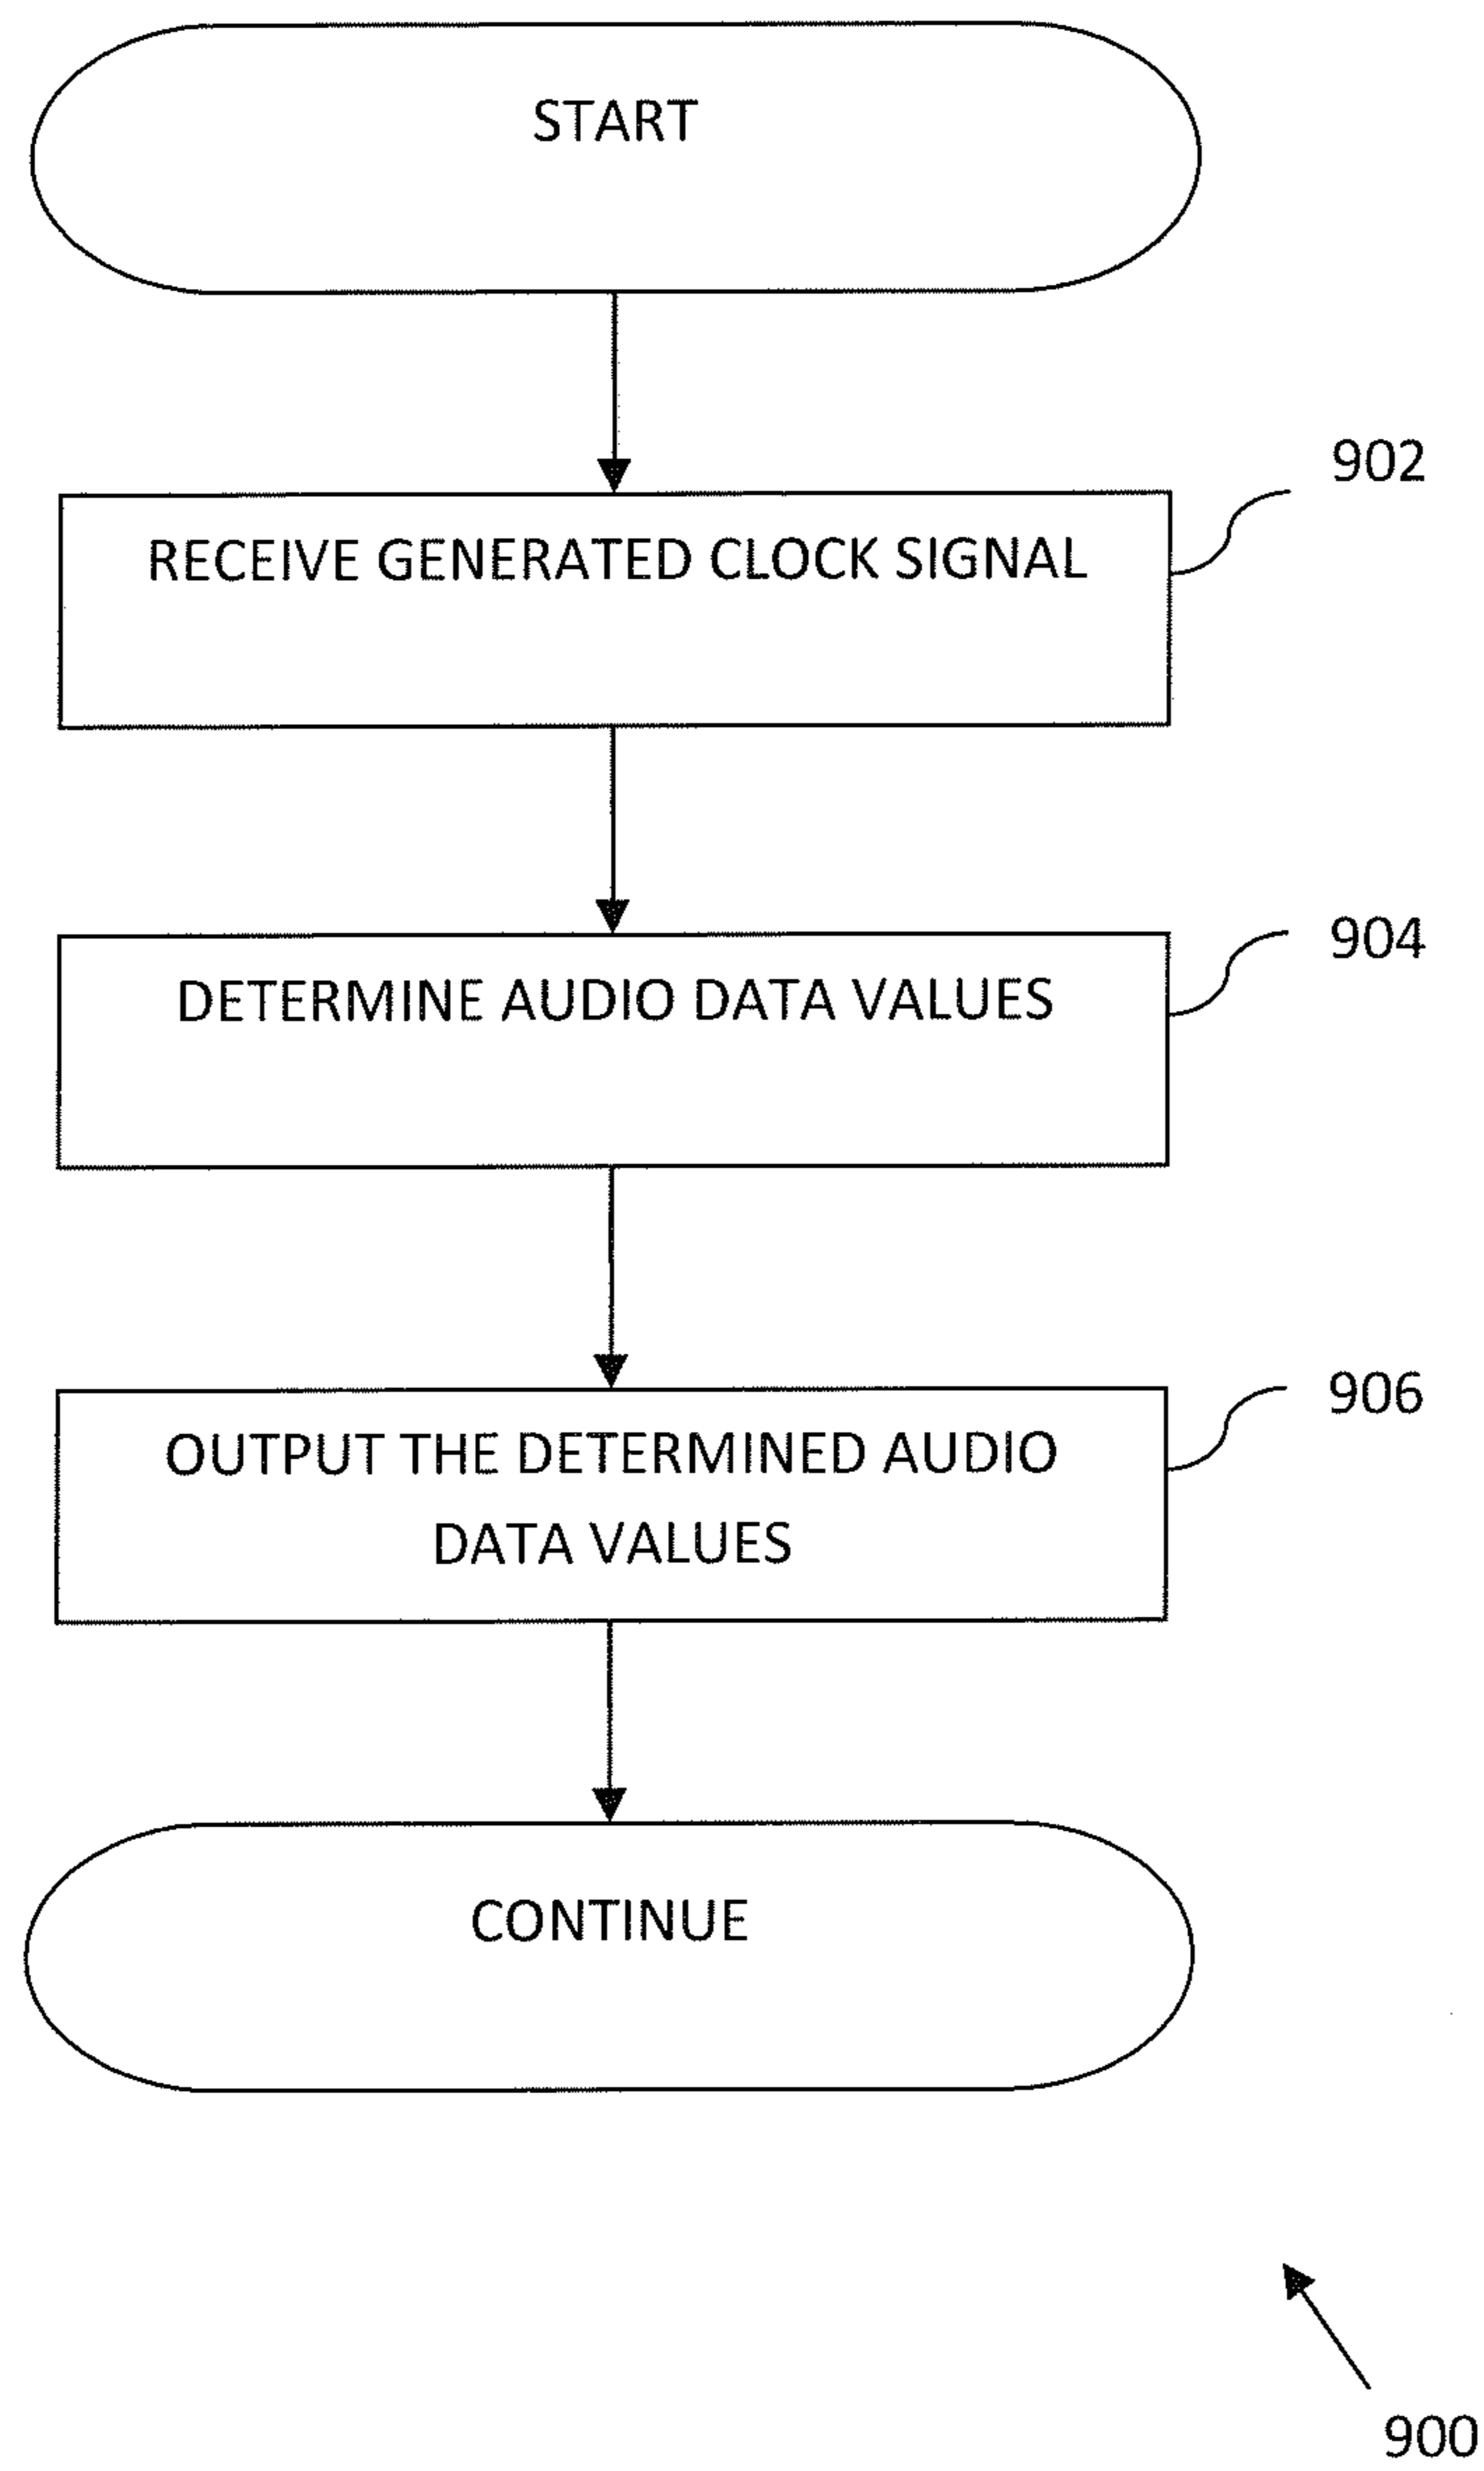 START
902
RECEIVE GENERATED CLOCK SIGNAL
904
DETERMINE AUDIO DATA VALUES
906
OUTPUT THE DETERMINED AUDIO
DATA VALUES
CONTINUE
900